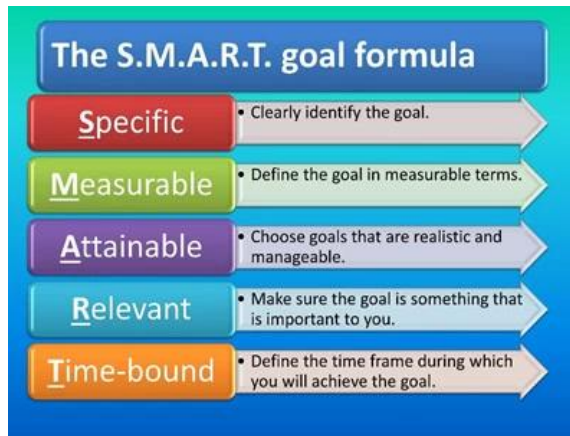 The S.M.A.R.T. goal formula
Specific
• Clearly identify the goal.
Measurable
• Define the goal in measurable terms.
Attainable
• Choose goals that are realistic and
manageable.
Relevant
• Make sure the goal is something that
is important to you.
Time-bound
• Define the time frame during which
you will achieve the goal.